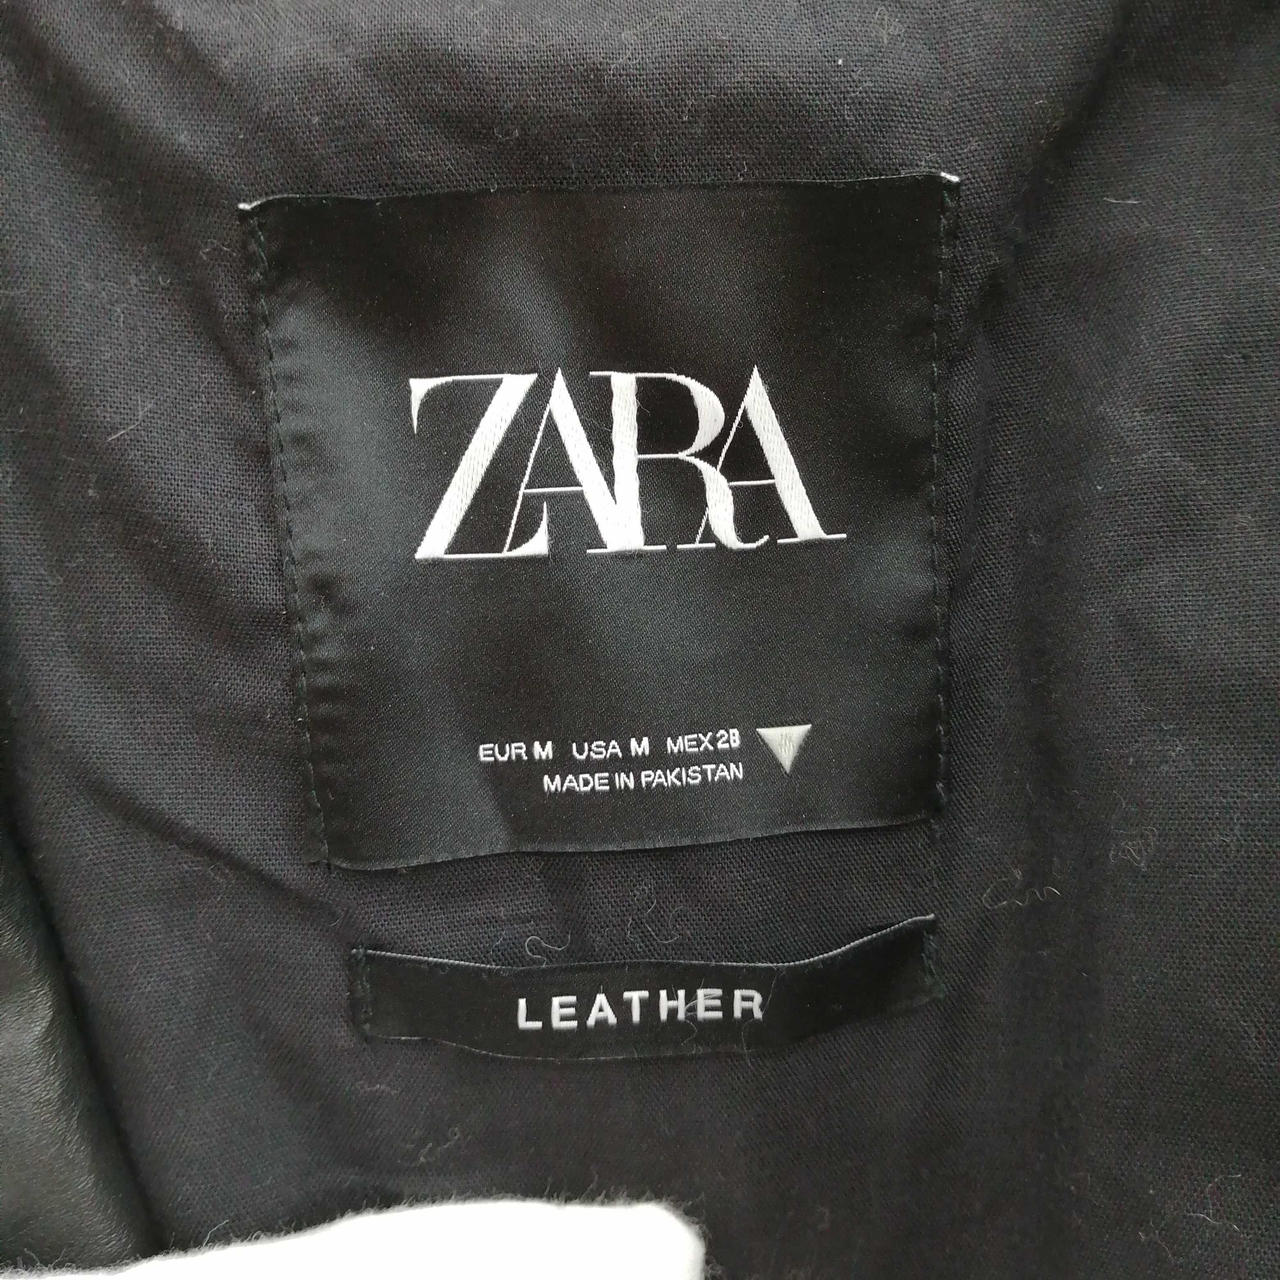 ZARA
EUR M USA M MEX 28
MADE IN PAKISTAN
LEATHER